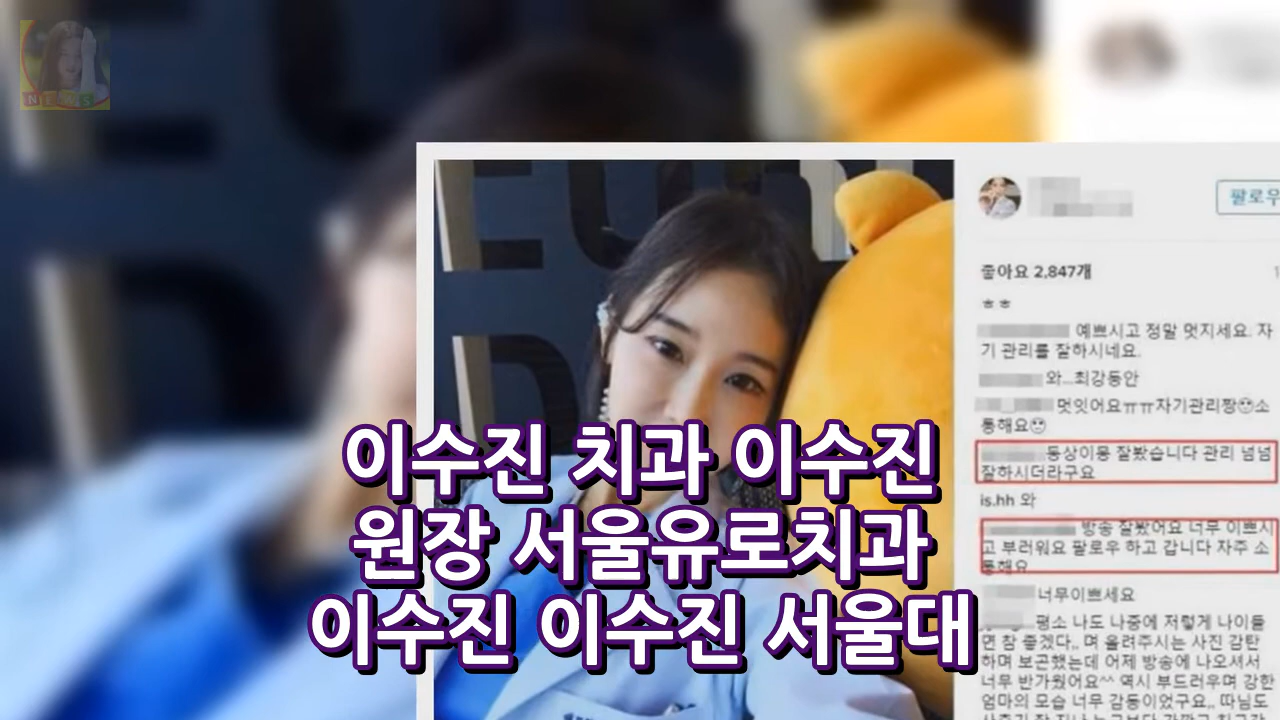 NEWS
팔로우
좋아요 2,847개
ㅎㅎ
예쁘시고 정말 멋지세요. 자
기 관리를 잘하시네요.
와...최강동안
멋잇어요ㅠㅠ자기관리짱🙂소
통해요🙂
동상이몽 잘봤습니다 관리 넘넘
잘하시더라구요
is.hh 와
방송 잘봤어요 너무 이쁘시
고 부러워요 팔로우 하고 갑니다 자주 소
통해요
너무이쁘세요
평소 나도 나중에 저렇게 나이들
면 참 좋겠다,, 며 올려주시는 사진 감탄
하며 보곤했는데 어제 방송에 나오셔서
너무 반가웠어요^^ 역시 부드러우며 강한
엄마의 모습 너무 감동이었구요,, 따님도
이수진 치과 이수진
원장 서울유로치과
이수진 이수진 서울대